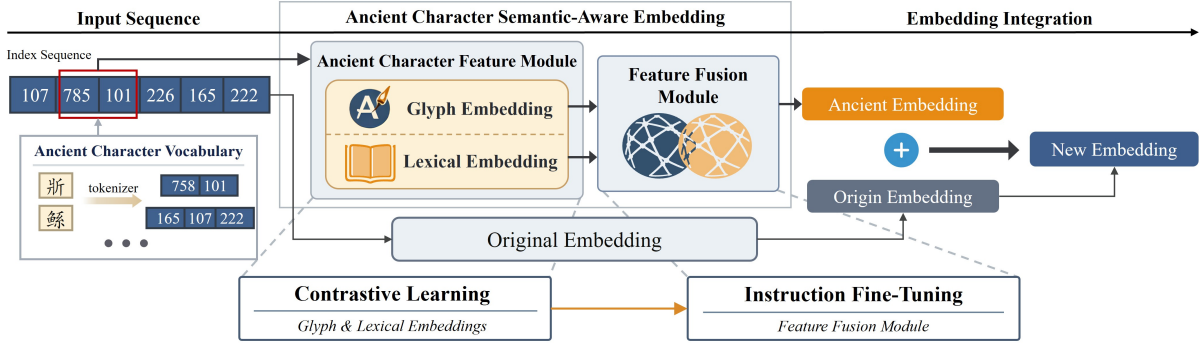 Input Sequence
Ancient Character Semantic-Aware Embedding
Embedding Integration
Index Sequence
107 785 101 226 165 222
Ancient Character Vocabulary
tokenizer
758 101
165 107 222
Ancient Character Feature Module
Glyph Embedding
Lexical Embedding
Feature Fusion
Module
Ancient Embedding
New Embedding
Origin Embedding
Original Embedding
Contrastive Learning
Glyph & Lexical Embeddings
Instruction Fine-Tuning
Feature Fusion Module